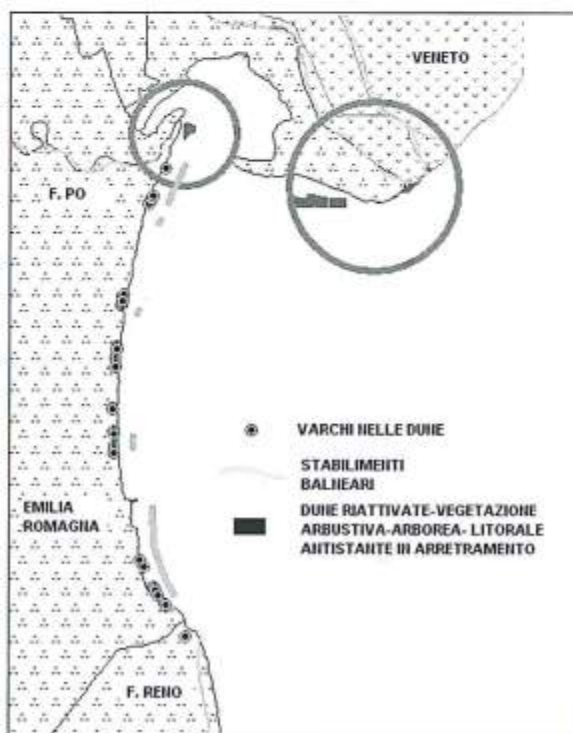 VENETO
F. PO
VARCHI NELLE DUNE
STABILIMENTI
BALNEARI
EMILIA
ROMAGNA
DUNE RIATTIVATE-VEGETAZIONE
ARBUSTIVA-ARBOREA- LITORALE
ANTISTANTE IN ARRETRAMENTO
F. RENO